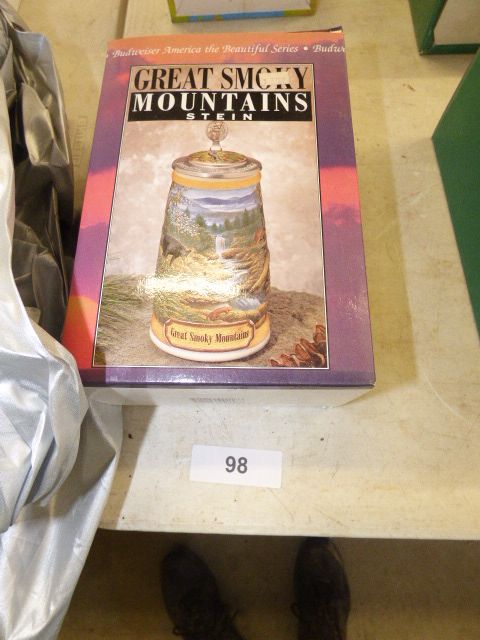 Budweiser America the Beautiful Series • Budw
GREAT SMOKY
MOUNTAINS
STEIN
Great Smoky Mountains
98